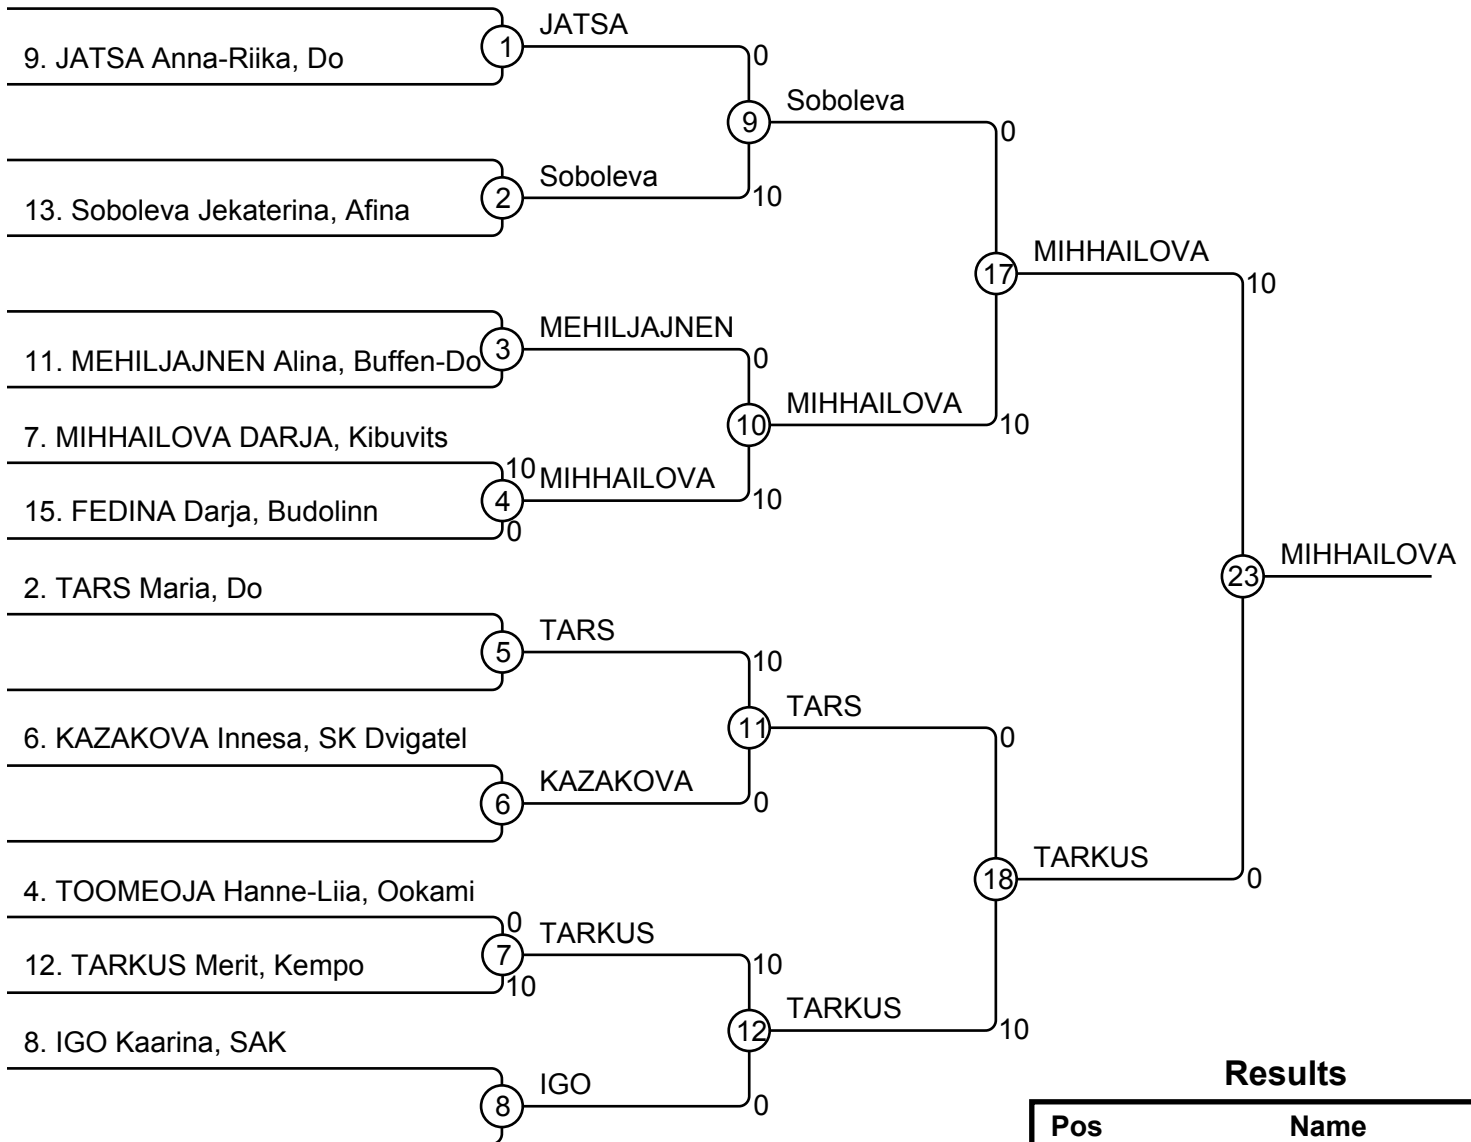 JATSA
9. JATSA Anna-Riika, Do
1
0
Soboleva
9
0
Soboleva
13. Soboleva Jekaterina, Afina
2
10
MIHHAILOVA
17
10
MEHILJAJNEN
11. MEHILJAJNEN Alina, Buffen-Do
3
0
MIHHAILOVA
10
10
7. MIHHAILOVA DARJA, Kibuvits
10
MIHHAILOVA
4
10
15. FEDINA Darja, Budolinn
0
MIHHAILOVA
23
2. TARS Maria, Do
TARS
5
10
TARS
11
0
6. KAZAKOVA Innesa, SK Dvigatel
KAZAKOVA
6
0
TARKUS
18
0
4. TOOMEOJA Hanne-Liia, Ookami
0
TARKUS
7
10
12. TARKUS Merit, Kempo
10
TARKUS
12
10
8. IGO Kaarina, SAK
IGO
8
0
Results
Pos Name